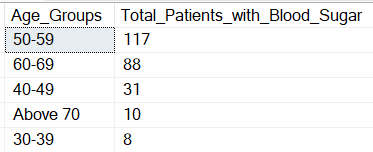 Age_Groups Total_Patients_with_Blood_Sugar
50-59 117
60-69 88
40-49 31
Above 70 10
30-39 8